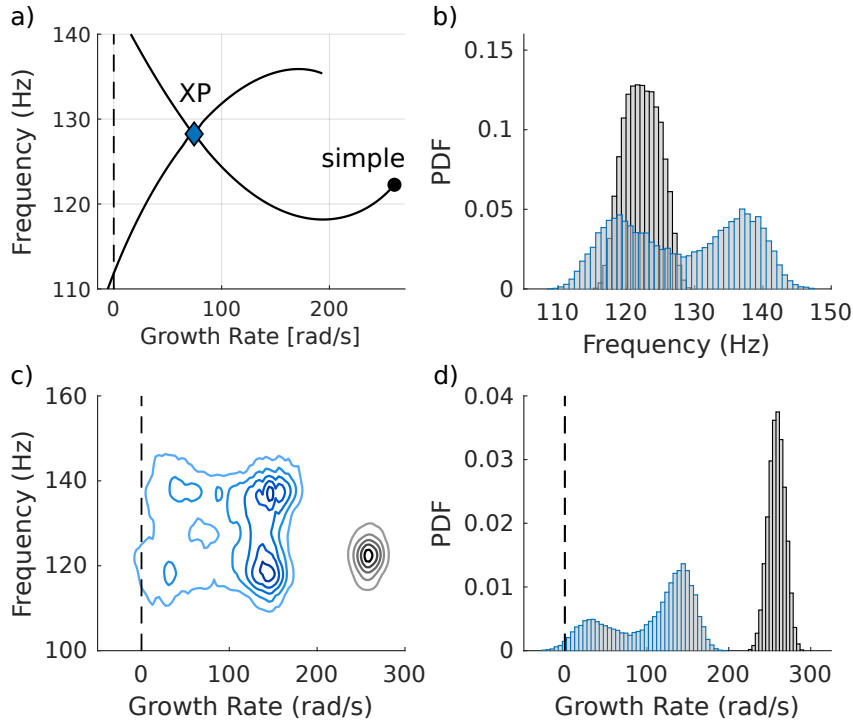 a)
140
130
120
110
Frequency (Hz)
XP
simple
0
100
200
Growth Rate [rad/s]
b)
0.15
0.1
0.05
0
PDF
110
120
130
140
150
Frequency (Hz)
c)
160
140
120
100
Frequency (Hz)
0
100
200
300
Growth Rate (rad/s)
d)
0.04
0.03
0.02
0.01
0
PDF
0
100
200
300
Growth Rate (rad/s)